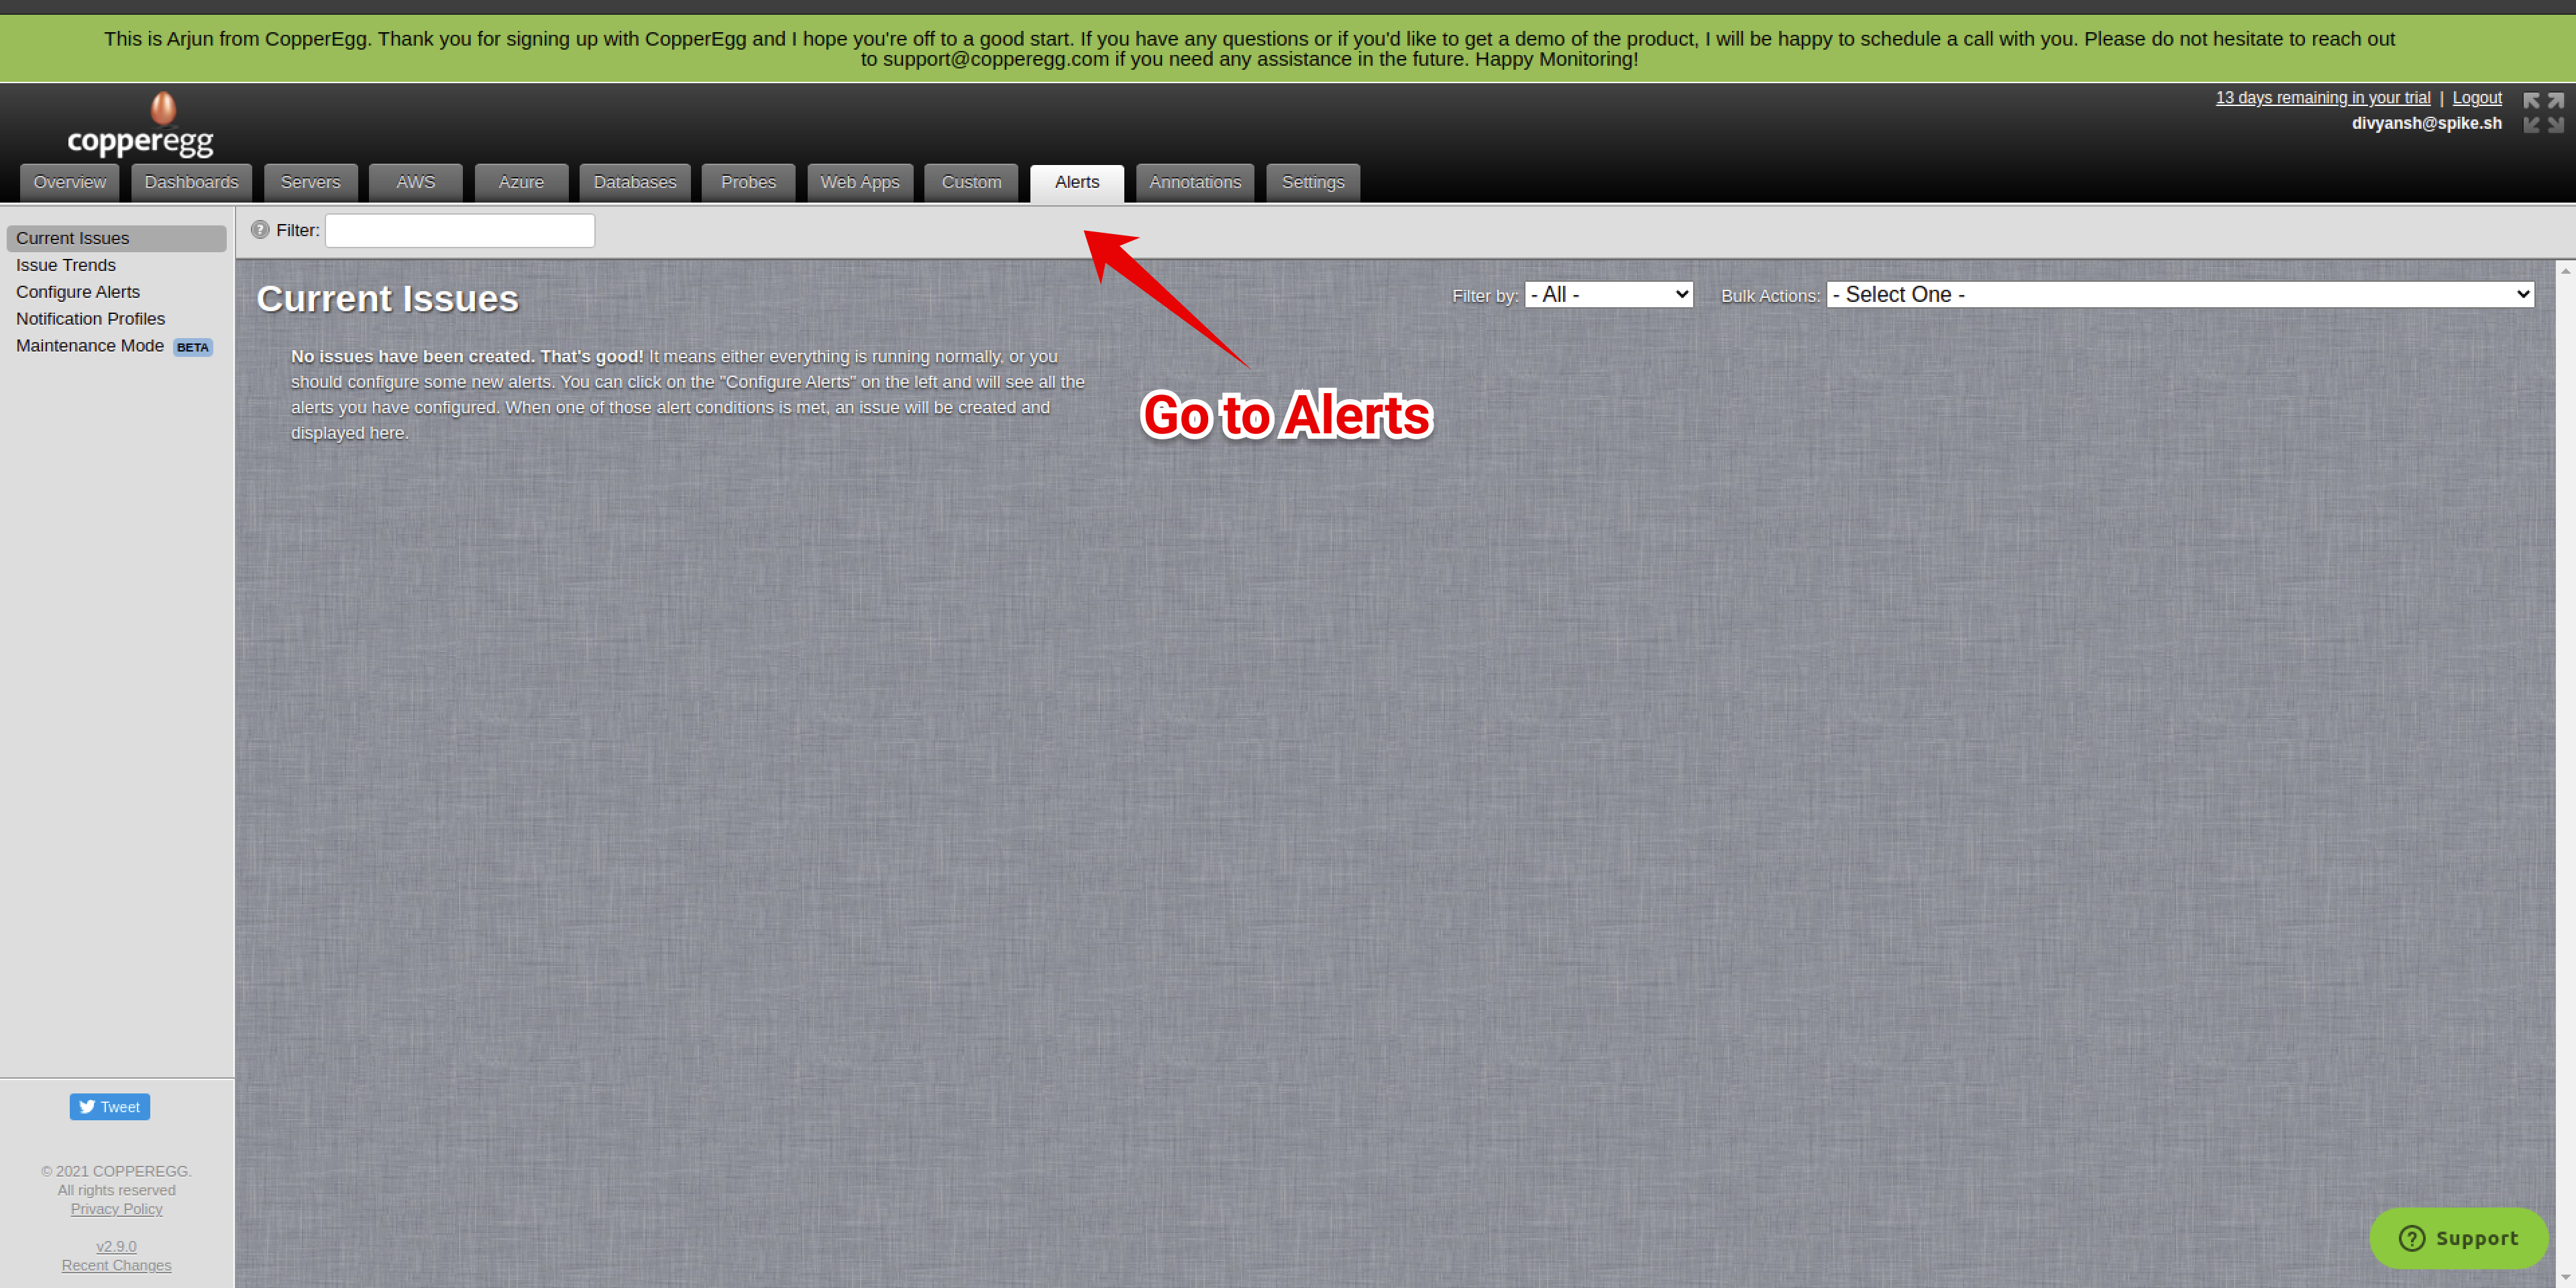 This is Arjun from CopperEgg. Thank you for signing up with CopperEgg and I hope you're off to a good start. If you have any questions or if you'd like to get a demo of the product, I will be happy to schedule a call with you. Please do not hesitate to reach out
to support@copperegg.com if you need any assistance in the future. Happy Monitoring!
13 days remaining in your trial | Logout
divyansh@spike.sh
copperegg
Overview Dashboards Servers AWS Azure Databases Probes Web Apps Custom Alerts Annotations Settings
? Filter:
Current Issues
Issue Trends
Configure Alerts
Notification Profiles
Maintenance Mode BETA
Current Issues
Filter by: - All - Bulk Actions: - Select One -
No issues have been created. That's good! It means either everything is running normally, or you
should configure some new alerts. You can click on the "Configure Alerts" on the left and will see all the
alerts you have configured. When one of those alert conditions is met, an issue will be created and
displayed here.
Go to Alerts
Tweet
© 2021 COPPEREGG.
All rights reserved
Privacy Policy
v2.9.0
Recent Changes
? Support